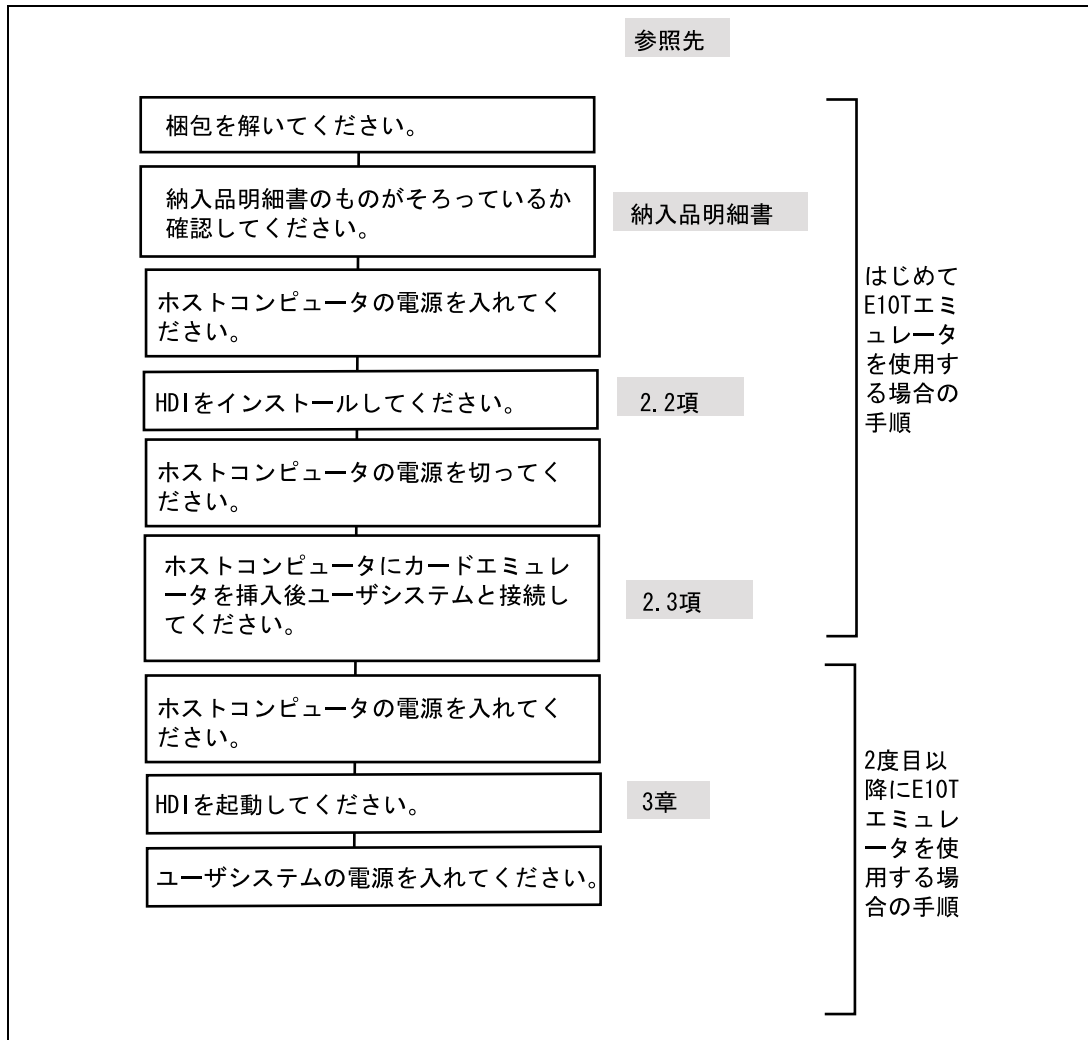 参照先
梱包を解いてください。
納入品明細書のものがそろっているか
確認してください。
納入品明細書
ホストコンピュータの電源を入れてく
ださい。
HDIをインストールしてください。
2.2項
ホストコンピュータの電源を切ってく
ださい。
ホストコンピュータにカードエミュレ
ータを挿入後ユーザシステムと接続し
てください。
2.3項
はじめて
E10Tエミ
ュレータ
を使用す
る場合の
手順
ホストコンピュータの電源を入れてく
ださい。
HDIを起動してください。
3章
ユーザシステムの電源を入れてください。
2度目以
降にE10T
エミュレ
ータを使
用する場
合の手順